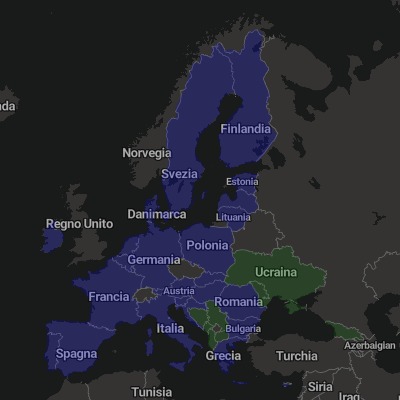 da
Finlandia
Norvegia
Svezia
Estonia
Danimarca
Lituania
Regno Unito
Polonia
Germania
Ucraina
Austria
Francia
Romania
Italia
Bulgaria
Azerbaigian
Spagna
Grecia
Turchia
Siria
Tunisia
Iraq